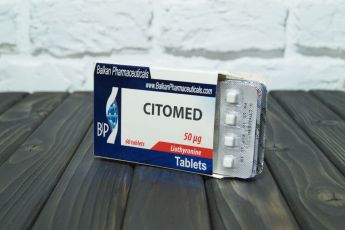 Balkan Pharmaceuticals
www.BalkanPharmaceuticals.com
BP
CITOMED
50 µg
60 tablets
Liothyronine
Tablets